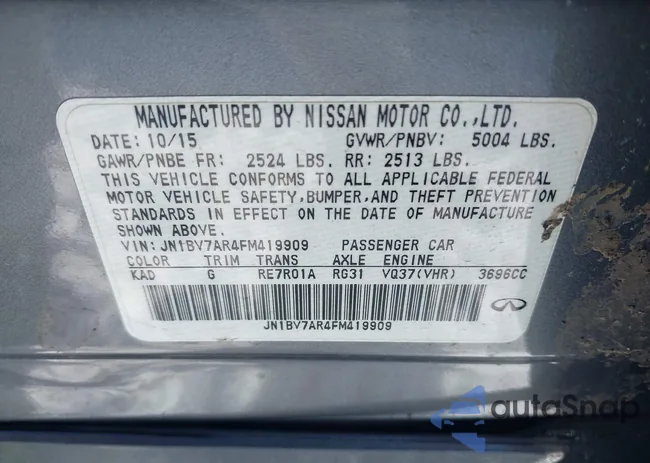 MANUFACTURED BY NISSAN MOTOR CO.,LTD.
DATE: 10/15 GVWR/PNBV: 5004 LBS.
GAWR/PNBE FR: 2524 LBS. RR: 2513 LBS.
THIS VEHICLE CONFORMS TO ALL APPLICABLE FEDERAL
MOTOR VEHICLE SAFETY,BUMPER,AND THEFT PREVENTION
STANDARDS IN EFFECT ON THE DATE OF MANUFACTURE
SHOWN ABOVE.
VIN: JN1BV7AR4FM419909 PASSENGER CAR
COLOR TRIM TRANS AXLE ENGINE
KAD G RE7R01A RG31 VQ37(VHR) 3696CC
JN1BV7AR4FM419909
autoSnap